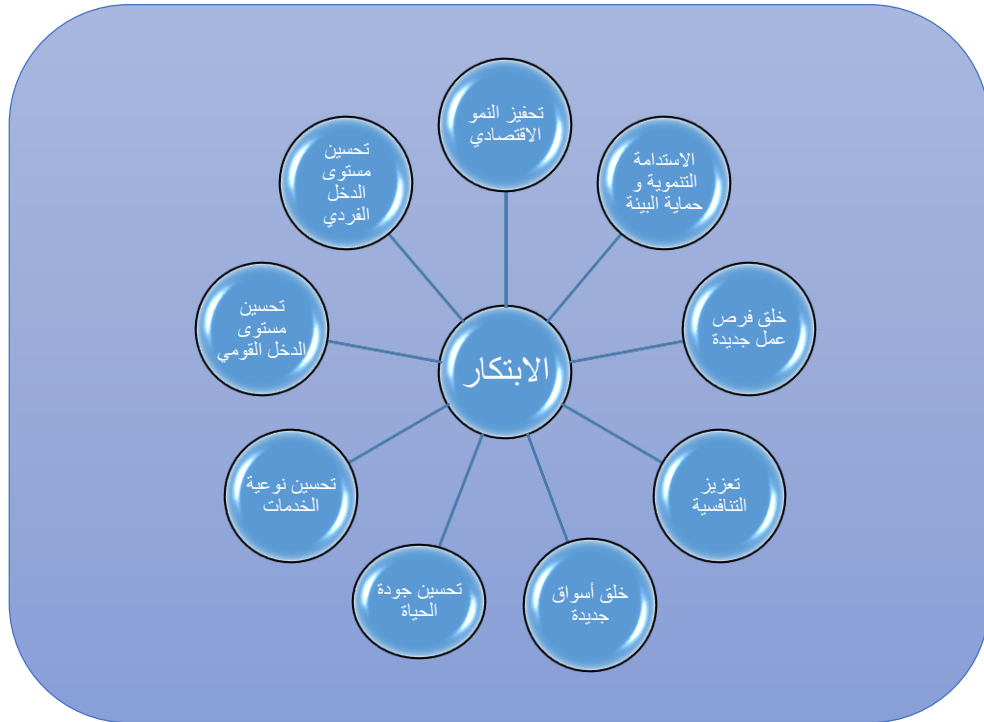 تحفيز النمو
الاقتصادي
الاستدامة
التنموية و
حماية البيئة
خلق فرص
عمل جديدة
تعزيز
التنافسية
خلق أسواق
جديدة
تحسين جودة
الحياة
تحسين نوعية
الخدمات
تحسين
مستوى
الدخل القومي
تحسين
مستوى
الدخل
الفردي
الابتكار